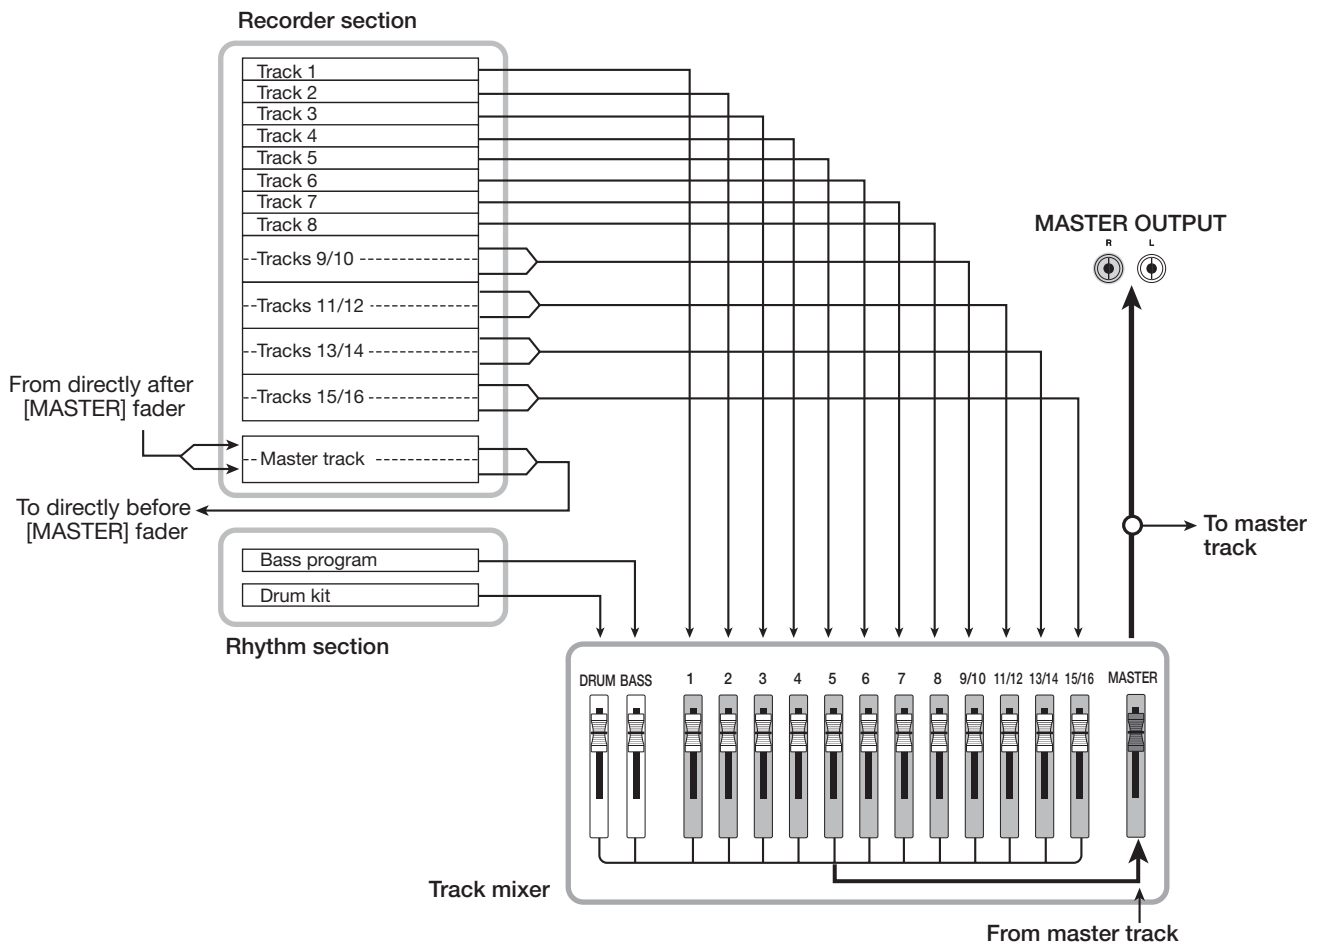 Recorder section
Track 1
Track 2
Track 3
Track 4
Track 5
Track 6
Track 7
Track 8
Tracks 9/10
Tracks 11/12
Tracks 13/14
Tracks 15/16
Master track
From directly after
[MASTER] fader
To directly before
[MASTER] fader
Bass program
Drum kit
Rhythm section
MASTER OUTPUT
R L
To master
track
DRUM BASS 1 2 3 4 5 6 7 8 9/10 11/12 13/14 15/16 MASTER
Track mixer
From master track